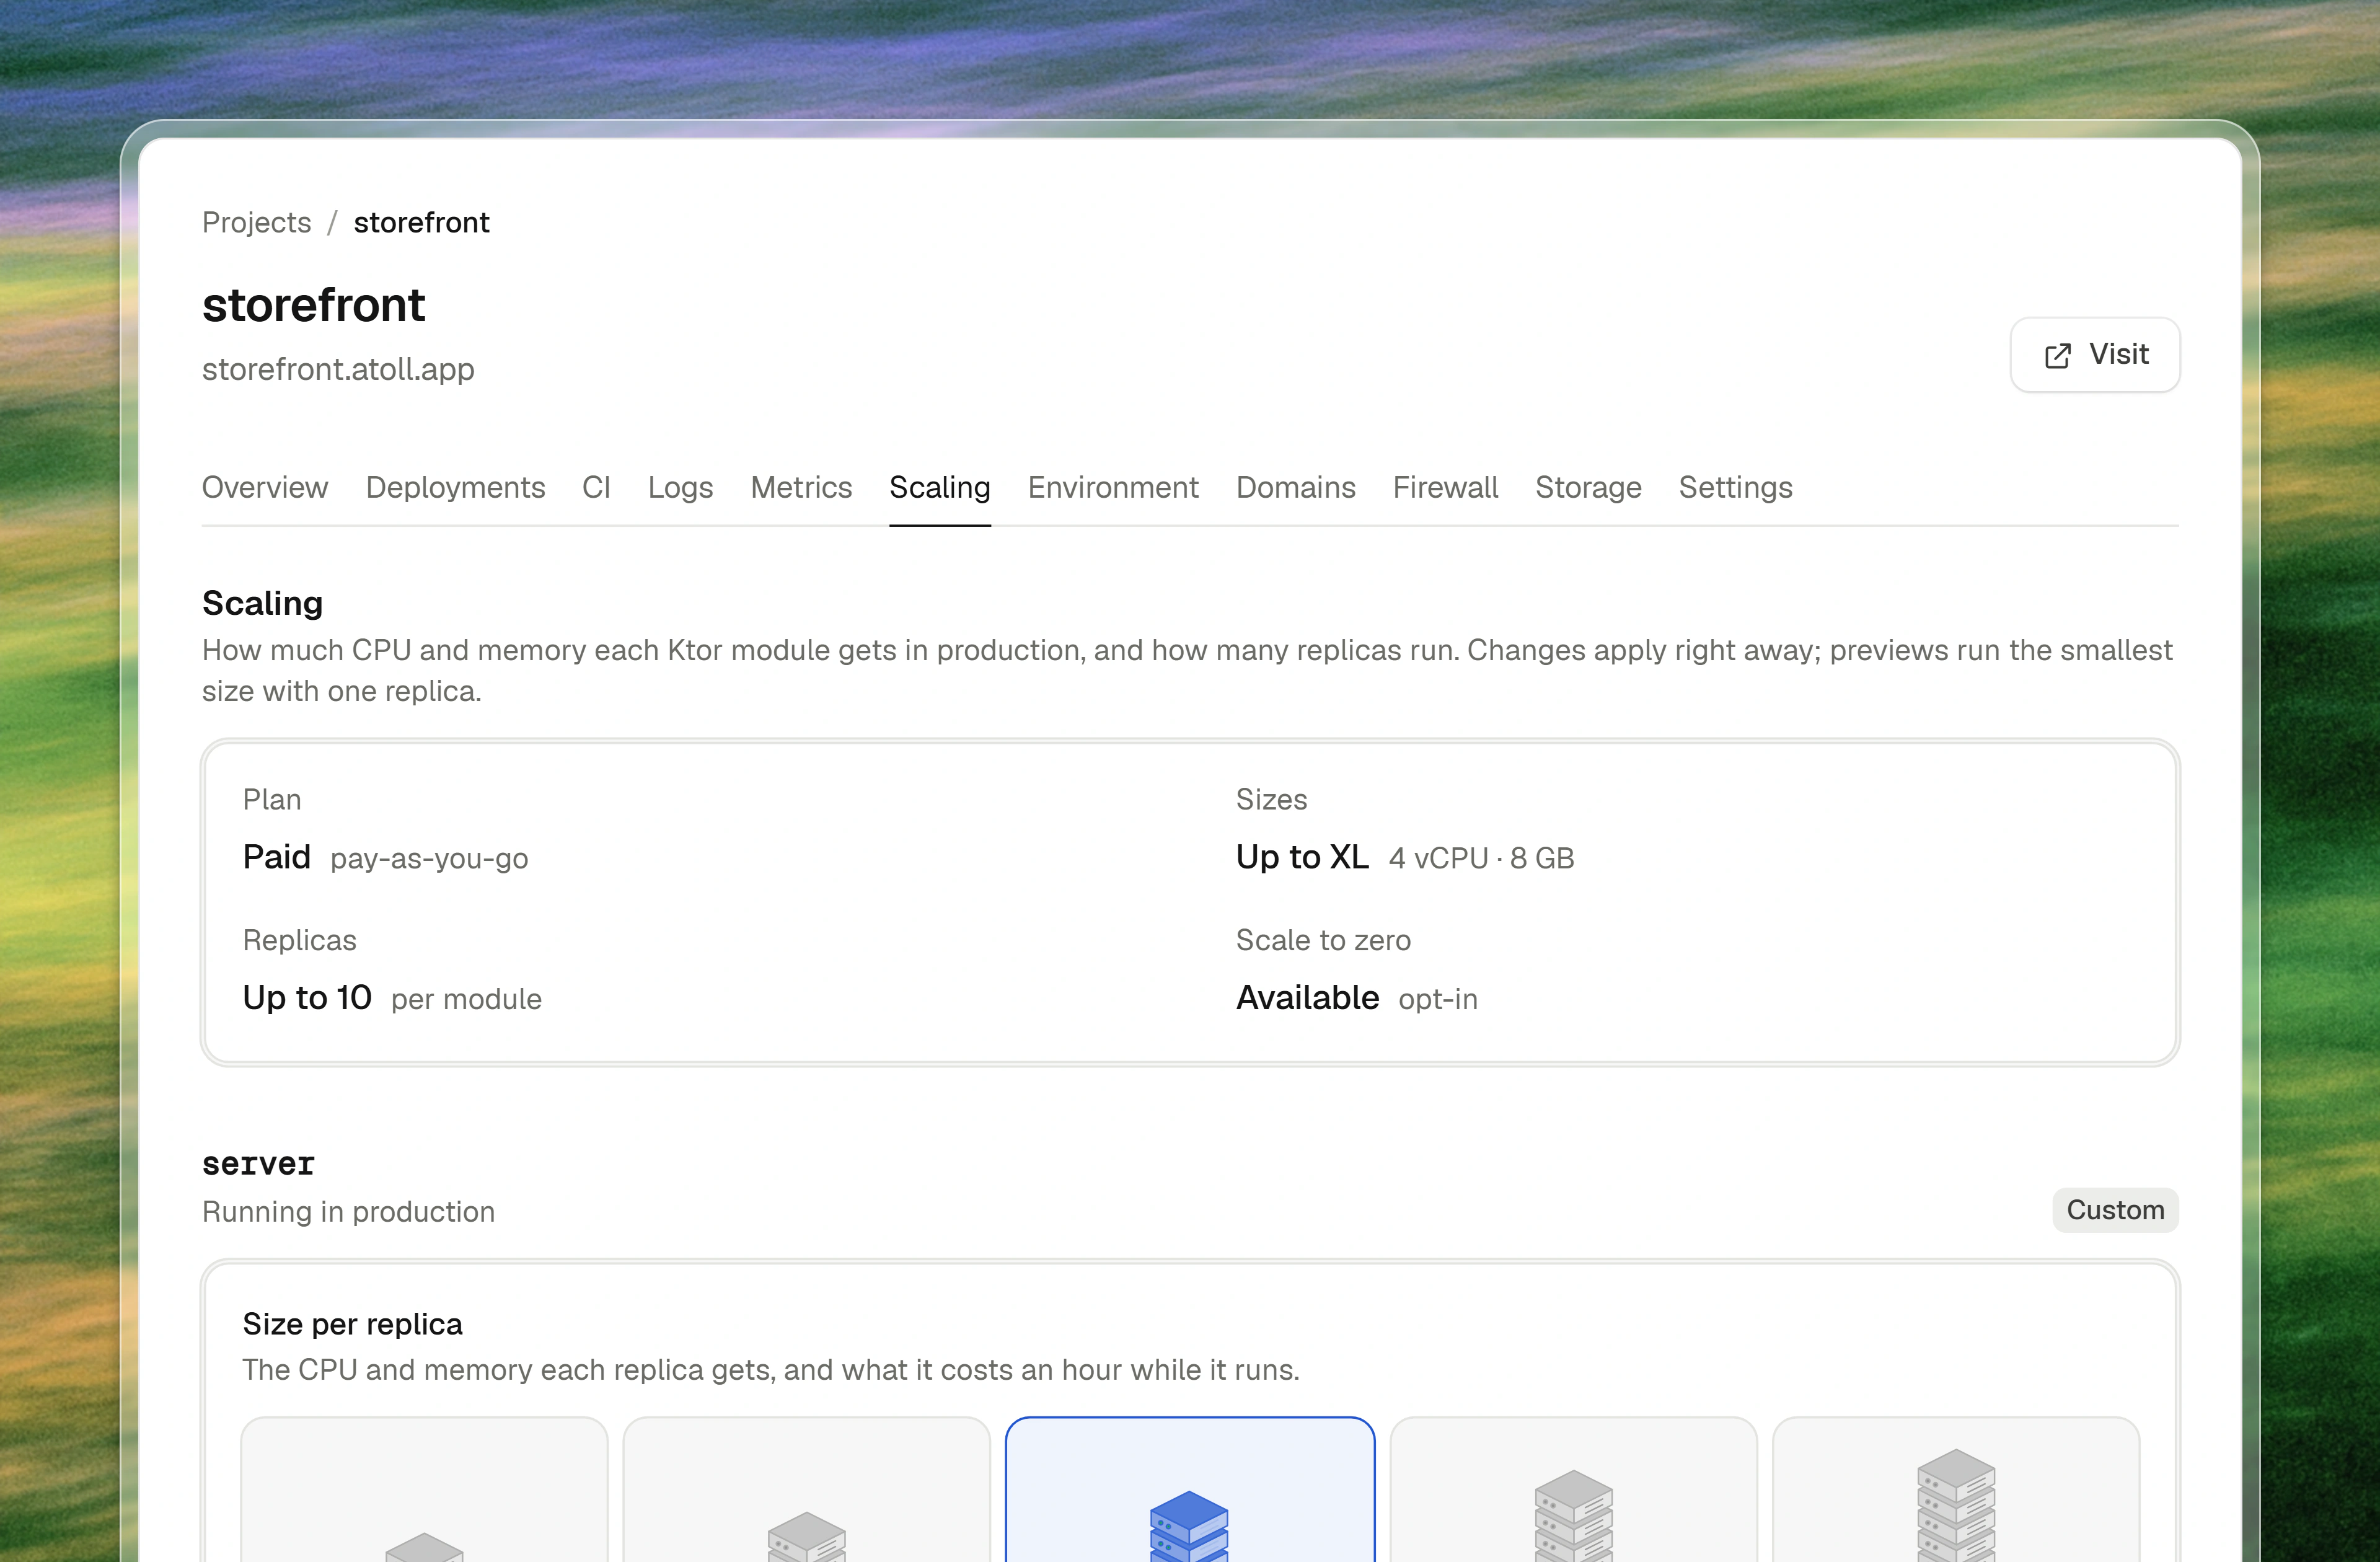 Projects / storefront
storefront
storefront.atoll.app
Visit
Overview Deployments CI Logs Metrics Scaling Environment Domains Firewall Storage Settings
Scaling
How much CPU and memory each Ktor module gets in production, and how many replicas run. Changes apply right away; previews run the smallest
size with one replica.
Plan
Paid pay-as-you-go
Sizes
Up to XL 4 vCPU · 8 GB
Replicas
Up to 10 per module
Scale to zero
Available opt-in
server
Running in production
Custom
Size per replica
The CPU and memory each replica gets, and what it costs an hour while it runs.